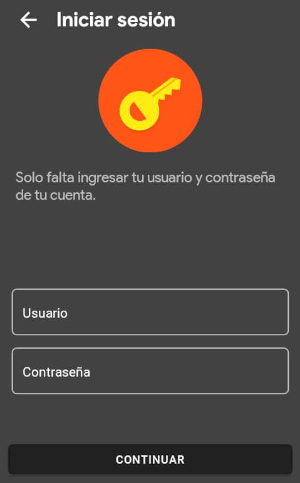 Iniciar sesión
Solo falta ingresar tu usuario y contraseña
de tu cuenta.
Usuario
Contraseña
CONTINUAR